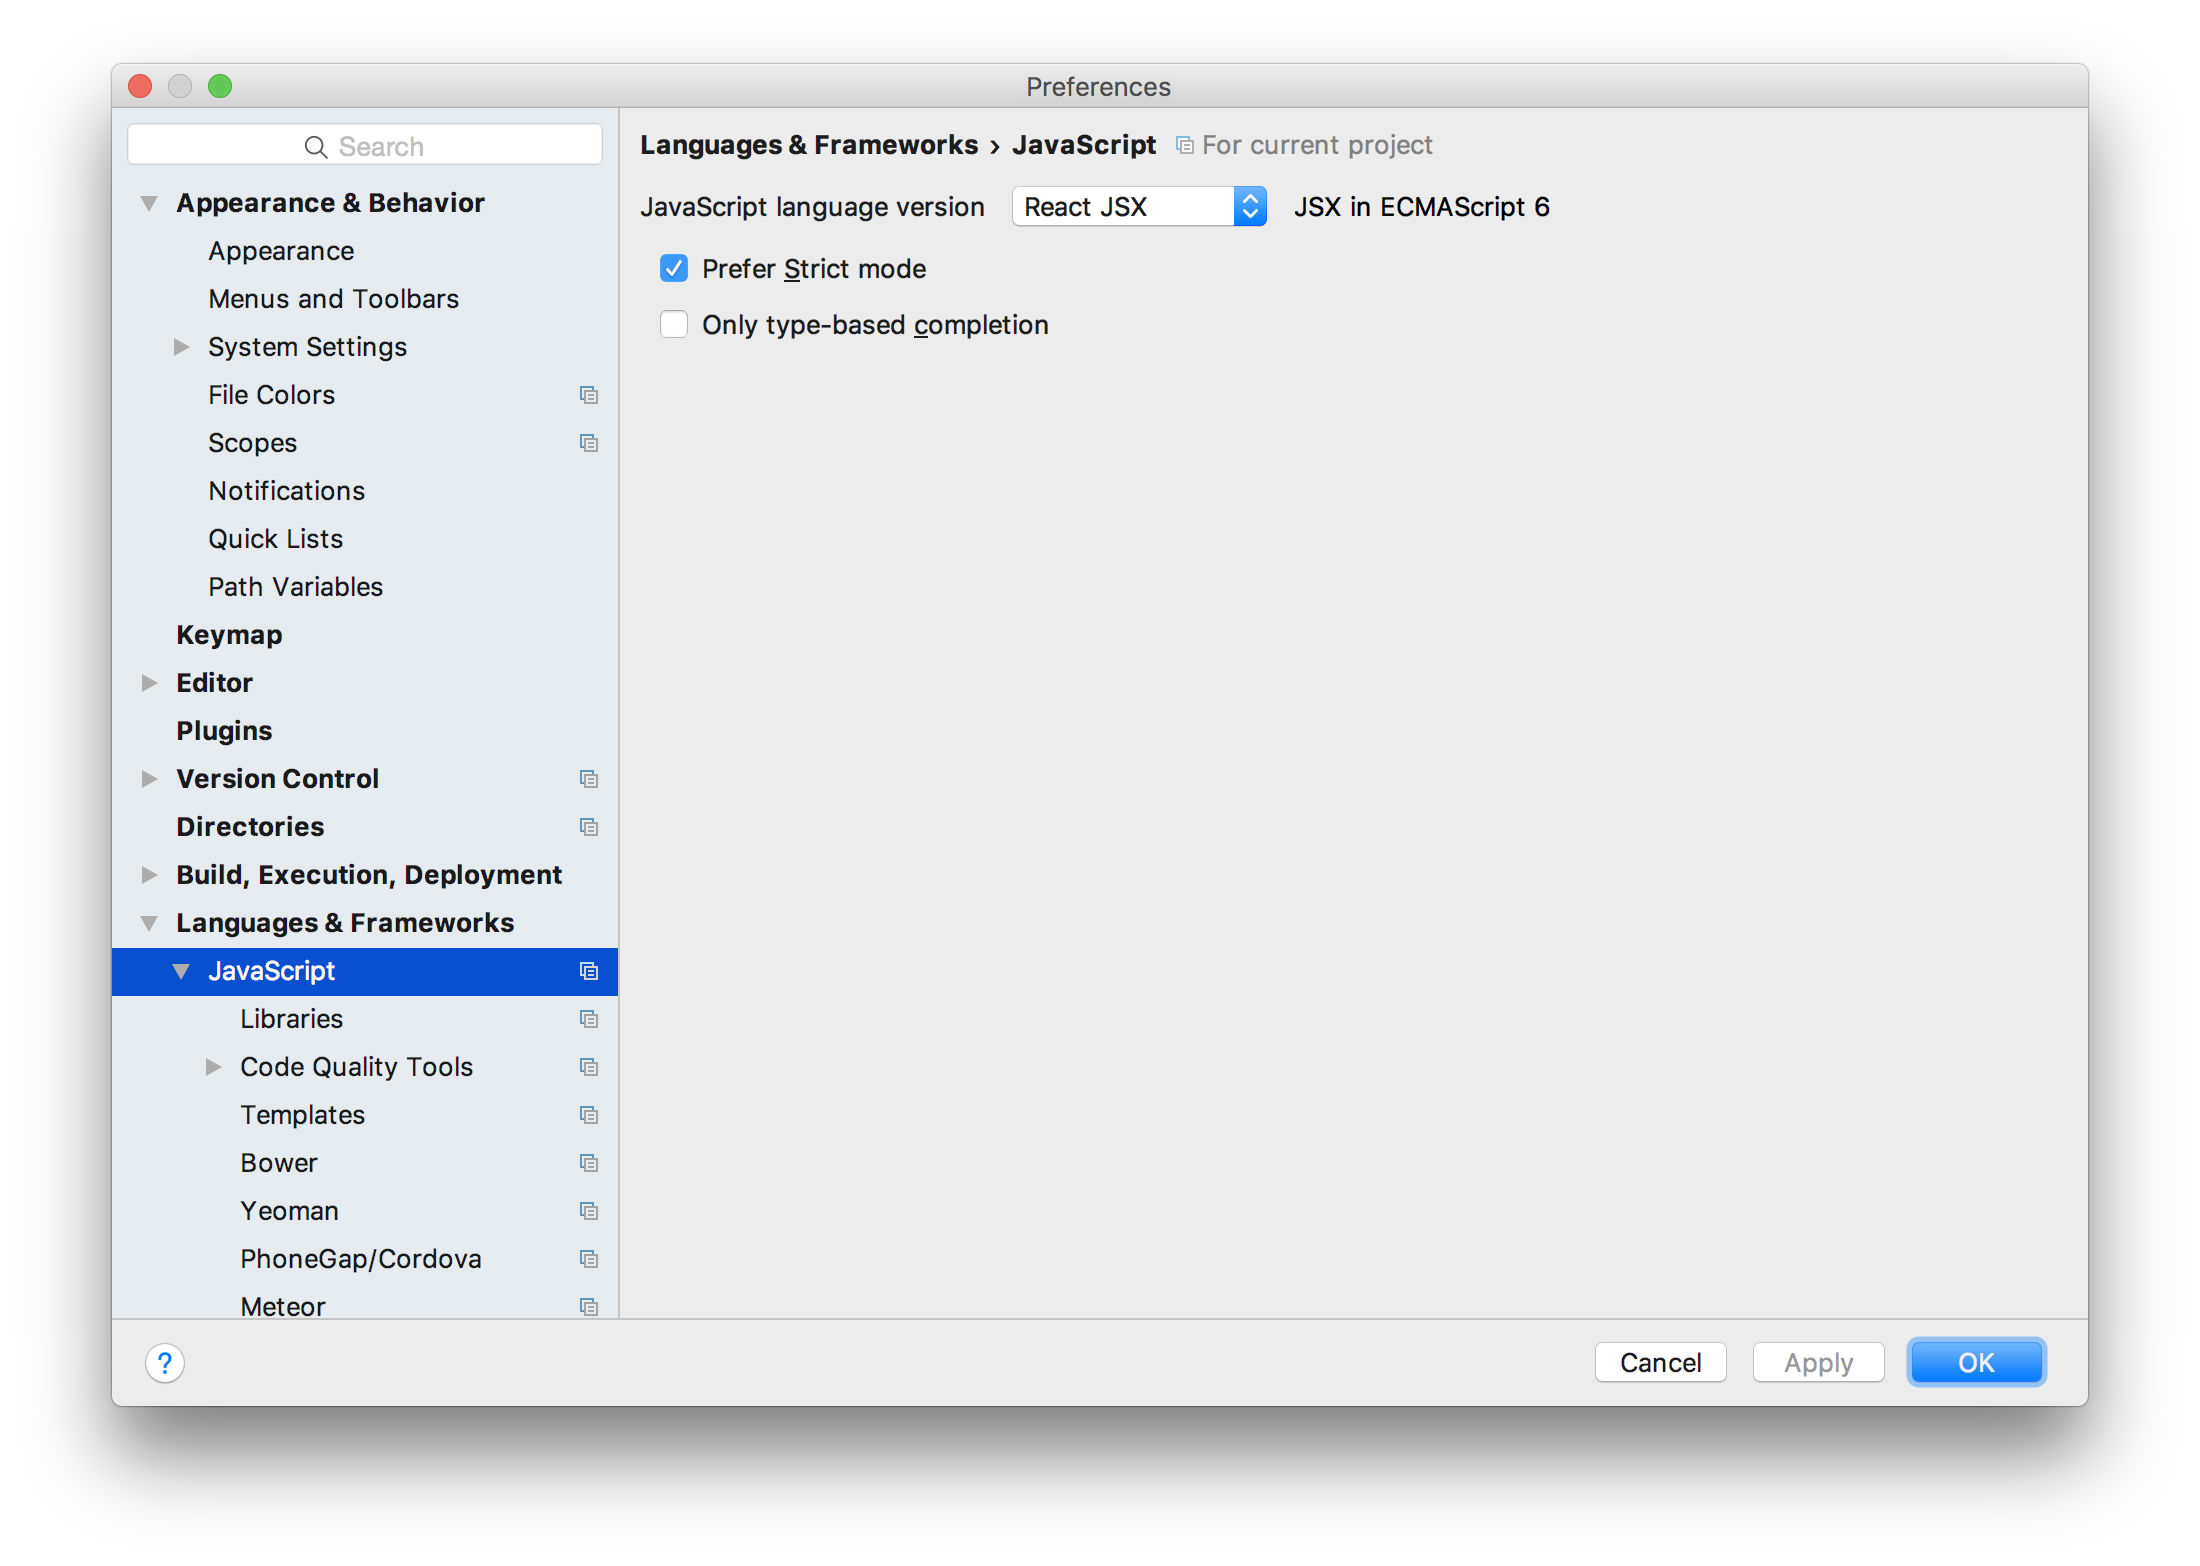 Preferences
Search
Appearance & Behavior
Appearance
Menus and Toolbars
System Settings
File Colors
Scopes
Notifications
Quick Lists
Path Variables
Keymap
Editor
Plugins
Version Control
Directories
Build, Execution, Deployment
Languages & Frameworks
JavaScript
Libraries
Code Quality Tools
Templates
Bower
Yeoman
PhoneGap/Cordova
Meteor
Languages & Frameworks › JavaScript For current project
JavaScript language version React JSX JSX in ECMAScript 6
Prefer Strict mode
Only type-based completion
? Cancel Apply OK